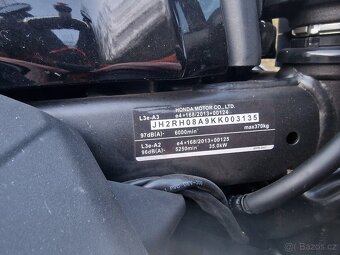 HONDA MOTOR CO., LTD.
L3e-A3 e4*168/2013*00124
JH2RH08A9KK003135
97dB(A)- 6000min⁻¹ max370kg
L3e-A2 e4*168/2013*00125
96dB(A)- 5250min⁻¹ 35.0kW
bazoš.cz